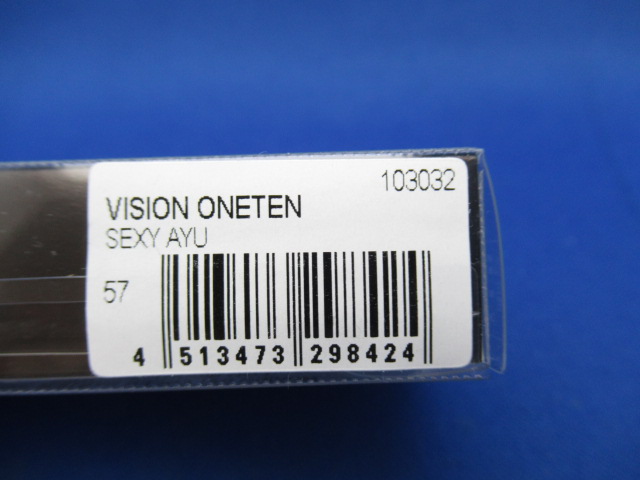 103032
VISION ONETEN
SEXY AYU
57
4 513473 298424